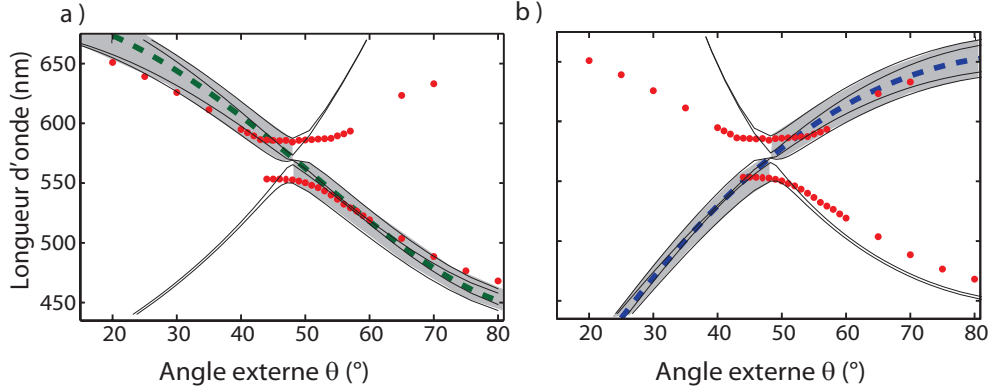 a )
b )
Longueur d'onde (nm)
650
600
550
500
450
20 30 40 50 60 70 80
20 30 40 50 60 70 80
Angle externe θ (°)
Angle externe θ (°)